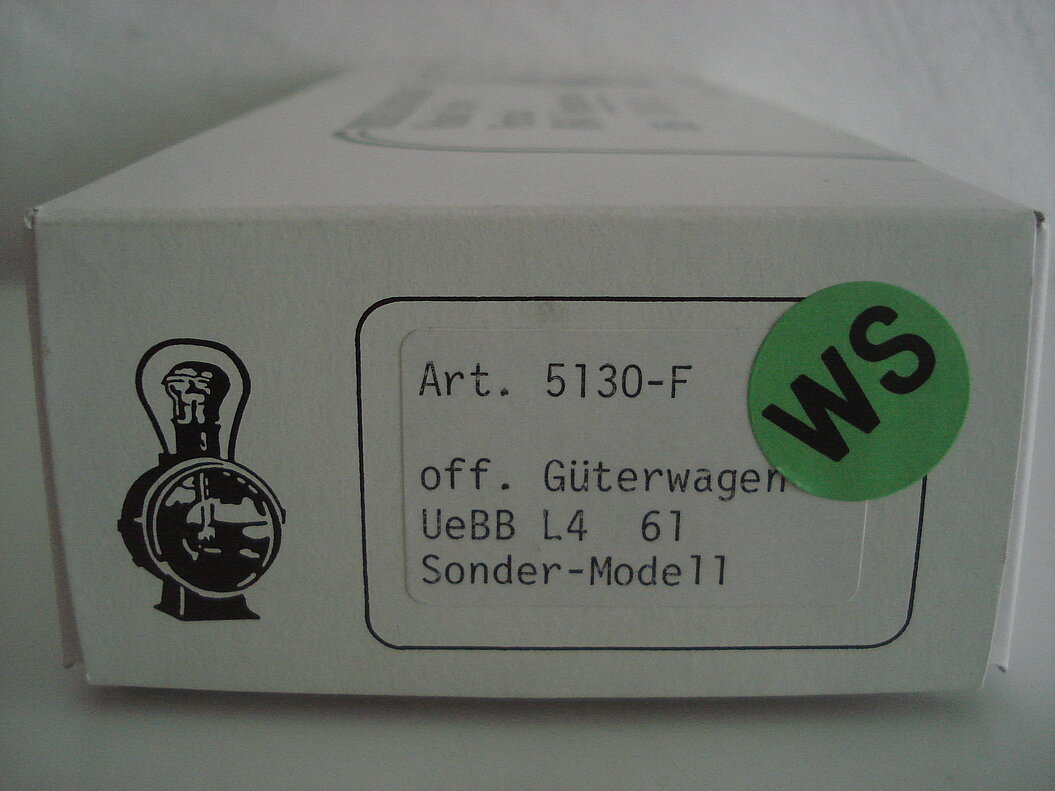 Art. 5130-F
WS
off. Güterwagen
UeBB L4 61
Sonder-Modell